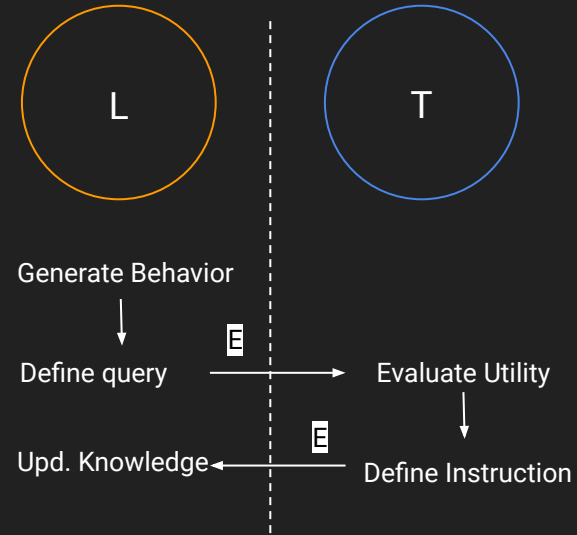 L
T
Generate Behavior
E
Define query
Evaluate Utility
E
Upd. Knowledge
Define Instruction